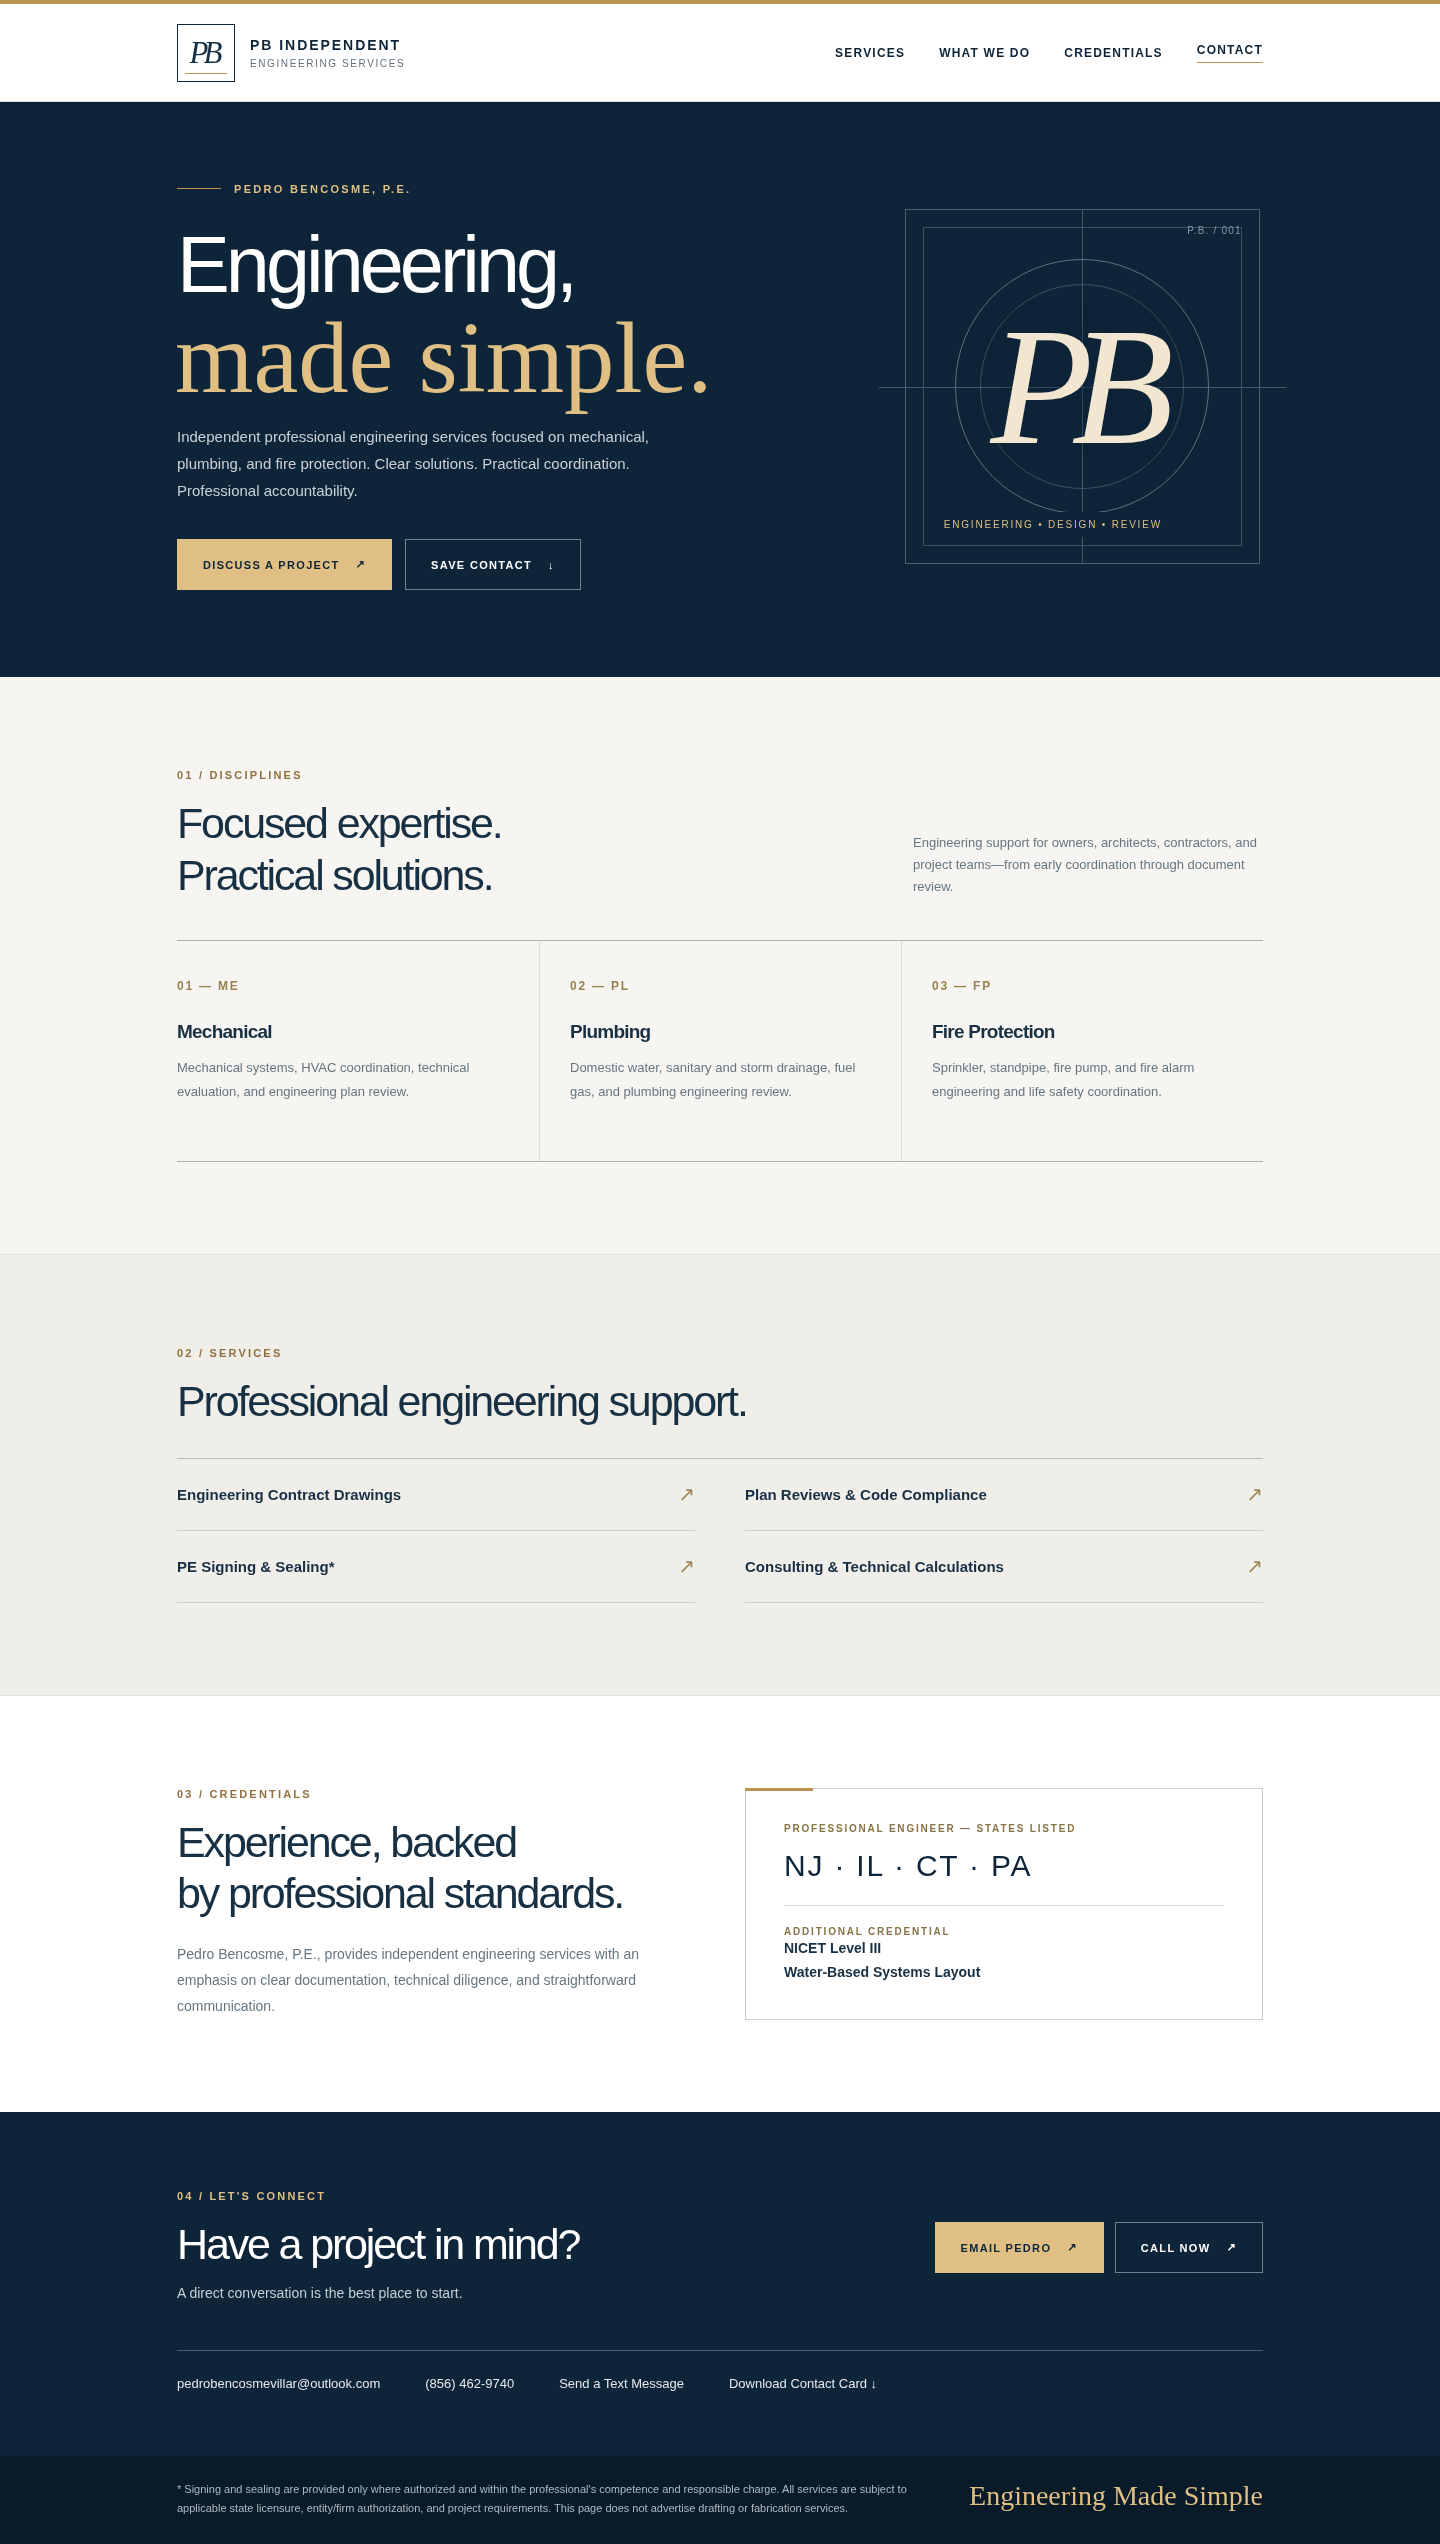 PB
PB INDEPENDENT
ENGINEERING SERVICES
SERVICES
WHAT WE DO
CREDENTIALS
CONTACT
PEDRO BENCOSME, P.E.
Engineering,
made simple.
Independent professional engineering services focused on mechanical,
plumbing, and fire protection. Clear solutions. Practical coordination.
Professional accountability.
DISCUSS A PROJECT ↗
SAVE CONTACT ↓
P.B. / 001
PB
ENGINEERING • DESIGN • REVIEW
01 / DISCIPLINES
Focused expertise.
Practical solutions.
Engineering support for owners, architects, contractors, and
project teams—from early coordination through document
review.
01 — ME
Mechanical
Mechanical systems, HVAC coordination, technical
evaluation, and engineering plan review.
02 — PL
Plumbing
Domestic water, sanitary and storm drainage, fuel
gas, and plumbing engineering review.
03 — FP
Fire Protection
Sprinkler, standpipe, fire pump, and fire alarm
engineering and life safety coordination.
02 / SERVICES
Professional engineering support.
Engineering Contract Drawings ↗
Plan Reviews & Code Compliance ↗
PE Signing & Sealing* ↗
Consulting & Technical Calculations ↗
03 / CREDENTIALS
Experience, backed
by professional standards.
Pedro Bencosme, P.E., provides independent engineering services with an
emphasis on clear documentation, technical diligence, and straightforward
communication.
PROFESSIONAL ENGINEER — STATES LISTED
NJ · IL · CT · PA
ADDITIONAL CREDENTIAL
NICET Level III
Water-Based Systems Layout
04 / LET'S CONNECT
Have a project in mind?
A direct conversation is the best place to start.
EMAIL PEDRO ↗
CALL NOW ↗
pedrobencosmevillar@outlook.com
(856) 462-9740
Send a Text Message
Download Contact Card ↓
* Signing and sealing are provided only where authorized and within the professional's competence and responsible charge. All services are subject to
applicable state licensure, entity/firm authorization, and project requirements. This page does not advertise drafting or fabrication services.
Engineering Made Simple